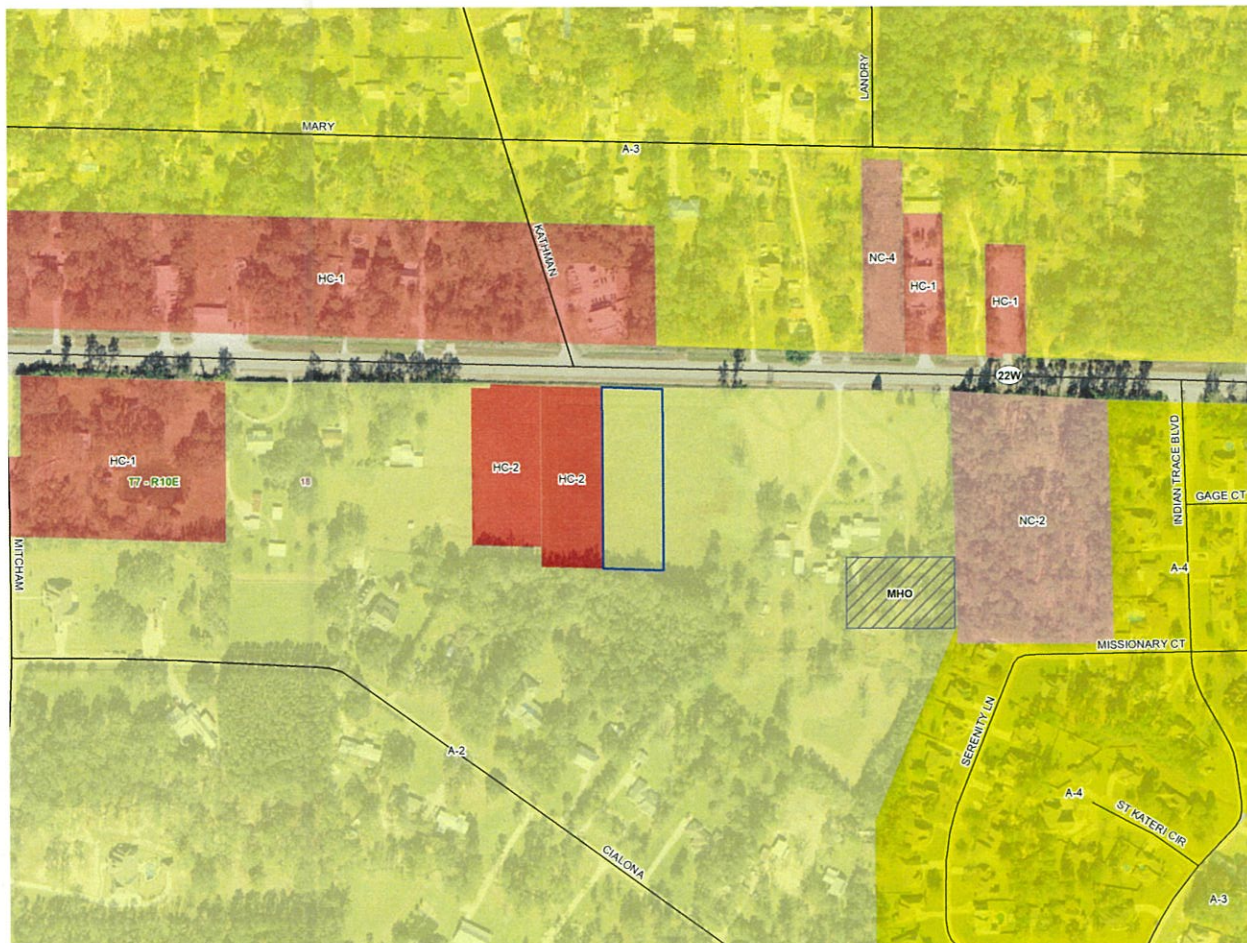 LANDRY
MARY
A-3
KATHMAN
NC-4
HC-1
HC-1
HC-1
22W
INDIAN TRACE BLVD
HC-1
T7 - R10E
18
HC-2
HC-2
GAGE CT
NC-2
A-4
MITCHAM
MHO
MISSIONARY CT
SERENITY LN
A-2
A-4
ST KATERI CIR
CIALONA
A-3